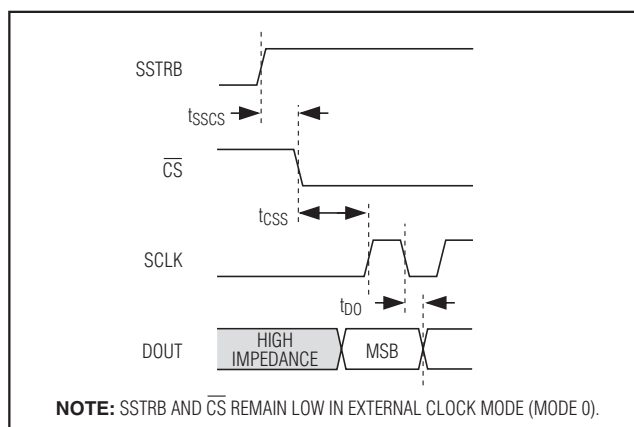 SSTRB
tSSCS
CS
tCSS
SCLK
tDO
DOUT
HIGH
IMPEDANCE
MSB
NOTE: SSTRB AND CS REMAIN LOW IN EXTERNAL CLOCK MODE (MODE 0).